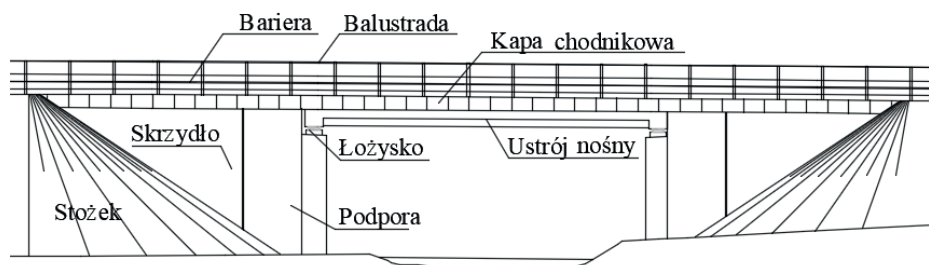 Bariera
Balustrada
Kapa chodnikowa
Skrzydło
Łożysko
Ustrój nośny
Stożek
Podpora